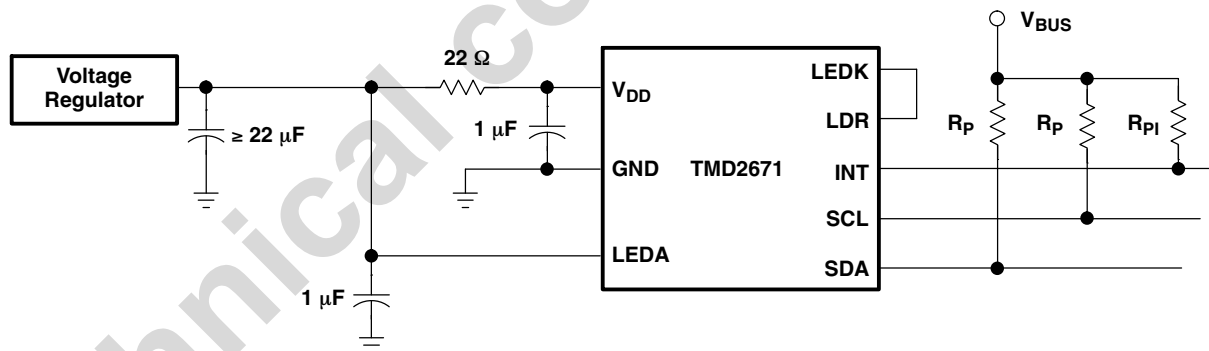 V_BUS
22 Ω
Voltage
Regulator
≥ 22 μF
1 μF
V_DD
GND
LEDA
1 μF
TMD2671
LEDK
LDR
INT
SCL
SDA
R_P
R_P
R_PI